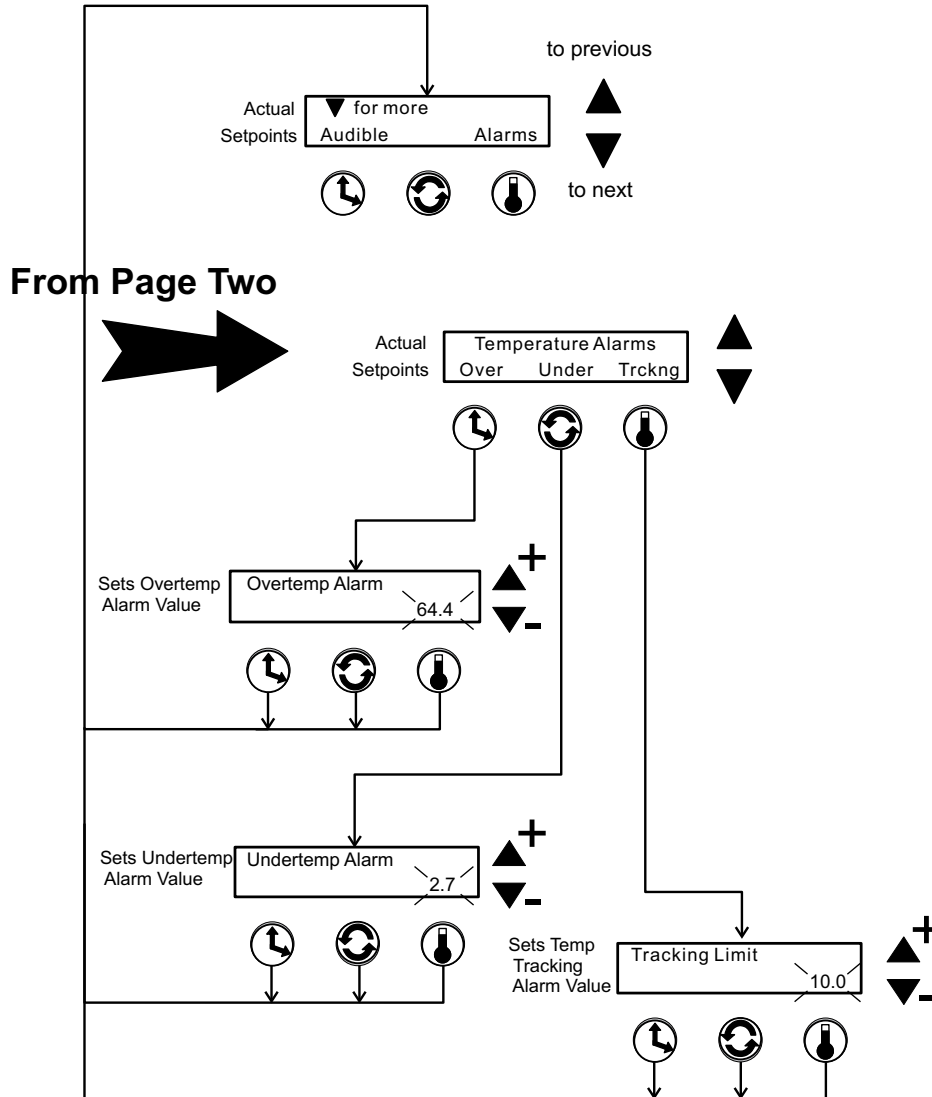 to previous
Actual
▼ for more
Setpoints
Audible Alarms
to next
From Page Two
Actual
Temperature Alarms
Setpoints
Over Under Trckng
Sets Overtemp
Alarm Value
Overtemp Alarm
64.4
+
-
Sets Undertemp
Alarm Value
Undertemp Alarm
2.7
+
-
Sets Temp
Tracking
Alarm Value
Tracking Limit
10.0
+
-